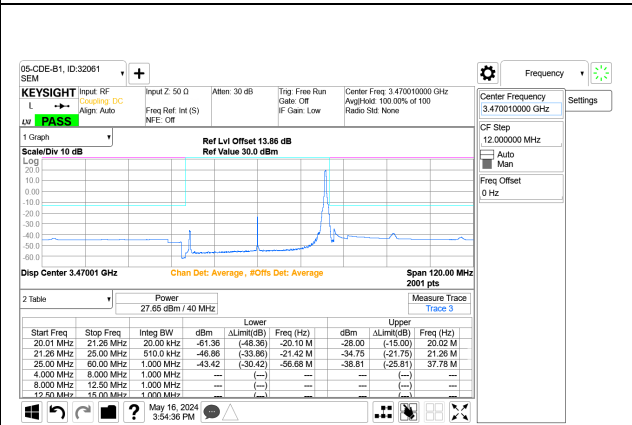 05-CDE-B1, ID:32061
SEM
Frequency
KEYSIGHT Input: RF Input Z: 50 Ω Atten: 30 dB Trig: Free Run Center Freq: 3.470010000 GHz
L Coupling: DC Gate: Off Avg|Hold: 100.00% of 100
Align: Auto Freq Ref: Int (S) IF Gain: Low Radio Std: None
PASS NFE: Off
Center Frequency
3.470010000 GHz
Settings
CF Step
12.000000 MHz
Auto
Man
Freq Offset
0 Hz
1 Graph
Ref Lvl Offset 13.86 dB
Scale/Div 10 dB Ref Value 30.0 dBm
Log
20.0
10.0
0.00
-10.0
-20.0
-30.0
-40.0
-50.0
-60.0
Disp Center 3.47001 GHz Chan Det: Average, #Offs Det: Average Span 120.00 MHz
2001 pts
2 Table Power Measure Trace
27.65 dBm / 40 MHz Trace 3
Lower Upper
Start Freq Stop Freq Integ BW dBm ΔLimit(dB) Freq (Hz) dBm ΔLimit(dB) Freq (Hz)
20.01 MHz 21.26 MHz 20.00 kHz -61.36 (-48.36) -20.10 M -28.00 (-15.00) 20.02 M
21.26 MHz 25.00 MHz 510.0 kHz -46.86 (-33.86) -21.42 M -34.75 (-21.75) 21.26 M
25.00 MHz 60.00 MHz 1.000 MHz -43.42 (-30.42) -56.68 M -38.81 (-25.81) 37.78 M
4.000 MHz 8.000 MHz 1.000 MHz --- (---) --- --- (---) ---
8.000 MHz 12.50 MHz 1.000 MHz --- (---) --- --- (---) ---
12.50 MHz 15.00 MHz 1.000 MHz --- (---) --- --- (---) ---
? May 16, 2024
3:54:36 PM